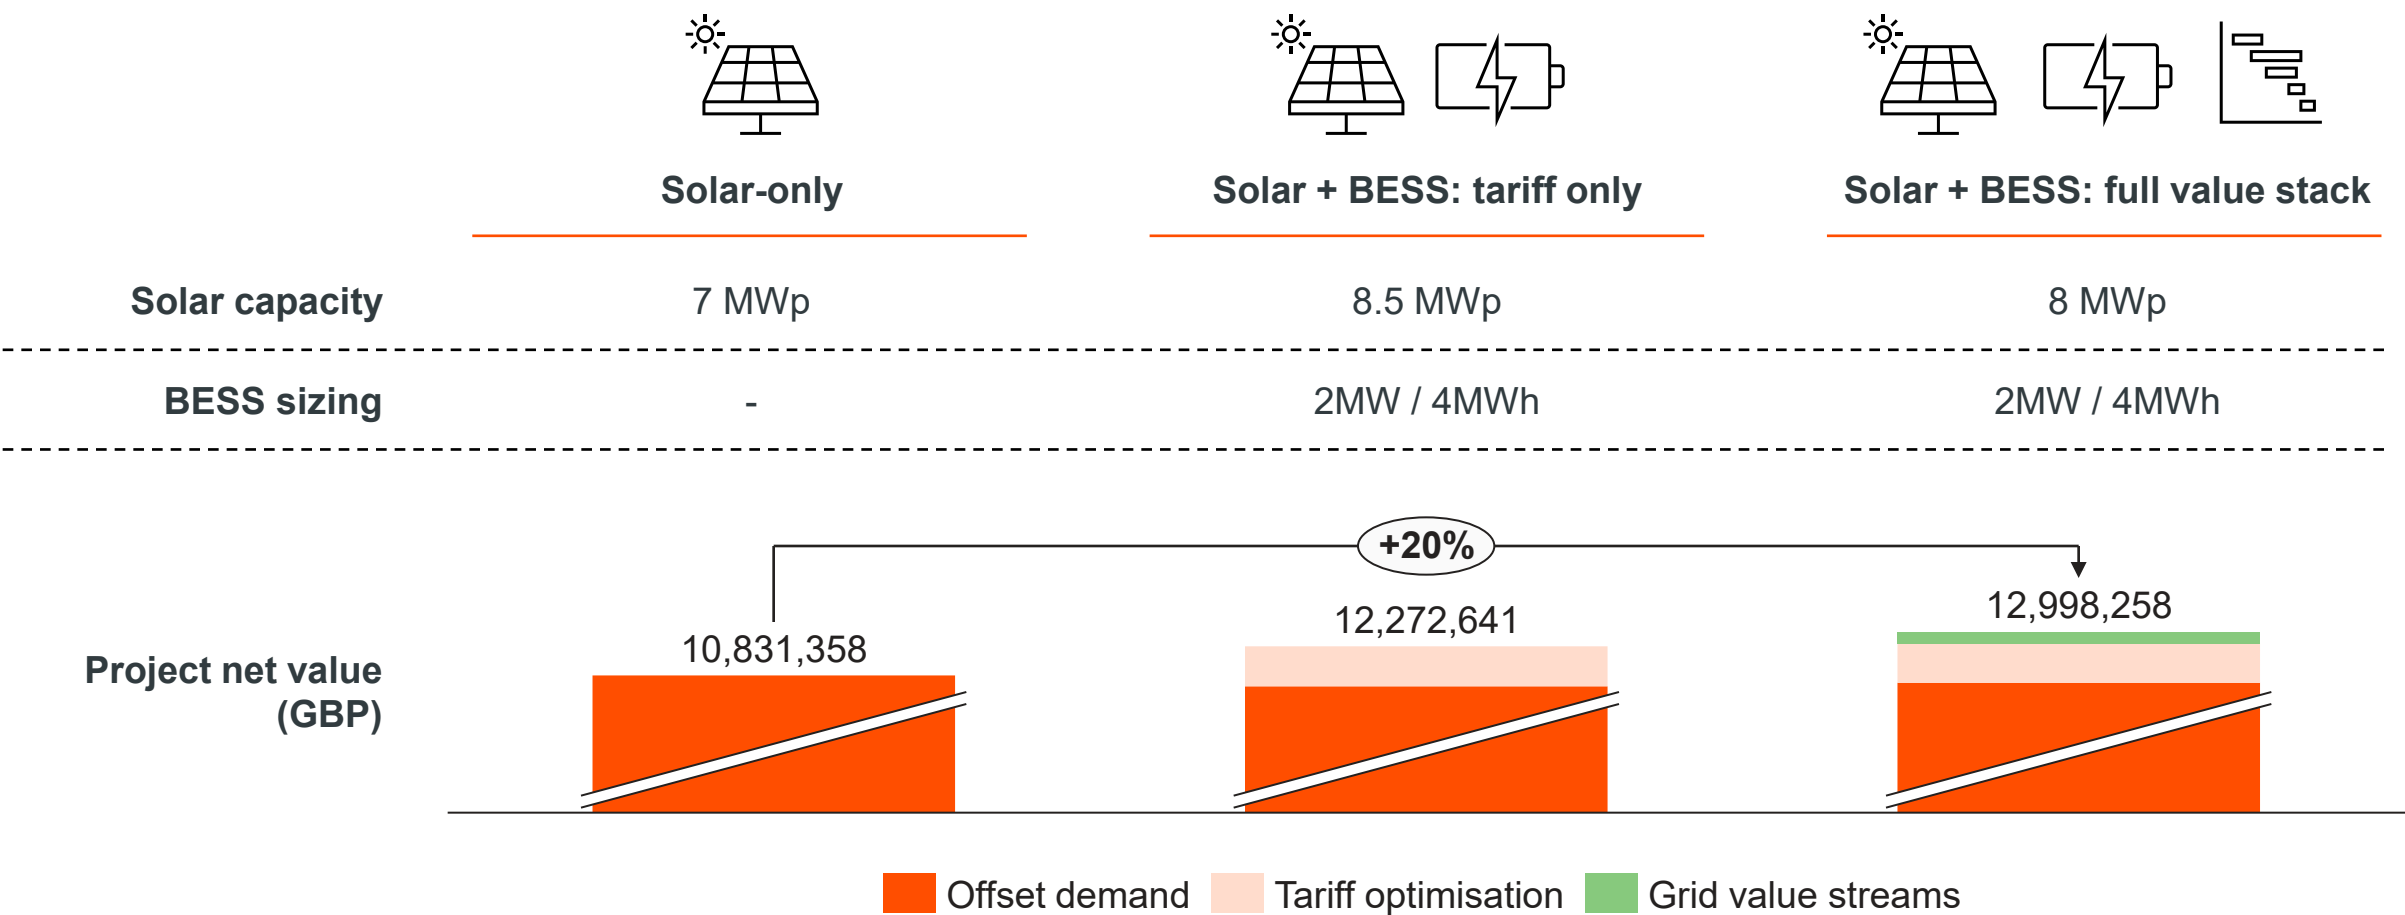 Solar-only
Solar + BESS: tariff only
Solar + BESS: full value stack
Solar capacity
7 MWp
8.5 MWp
8 MWp
BESS sizing
-
2MW / 4MWh
2MW / 4MWh
+20%
Project net value
(GBP)
10,831,358
12,272,641
12,998,258
Offset demand
Tariff optimisation
Grid value streams